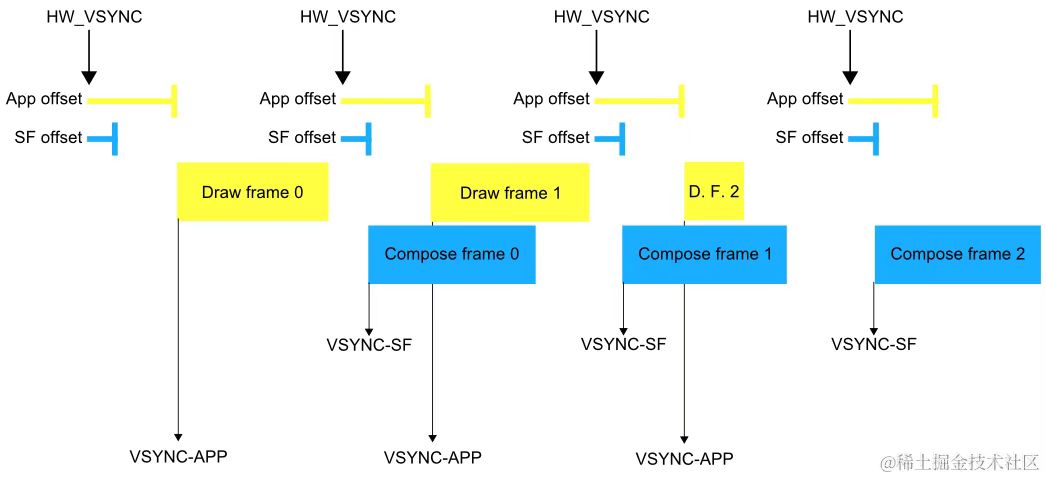 HW_VSYNC HW_VSYNC HW_VSYNC HW_VSYNC
App offset App offset App offset App offset
SF offset SF offset SF offset SF offset
Draw frame 0 Draw frame 1 D. F. 2
Compose frame 0 Compose frame 1 Compose frame 2
VSYNC-SF VSYNC-SF VSYNC-SF
VSYNC-APP VSYNC-APP VSYNC-APP
@稀土掘金技术社区